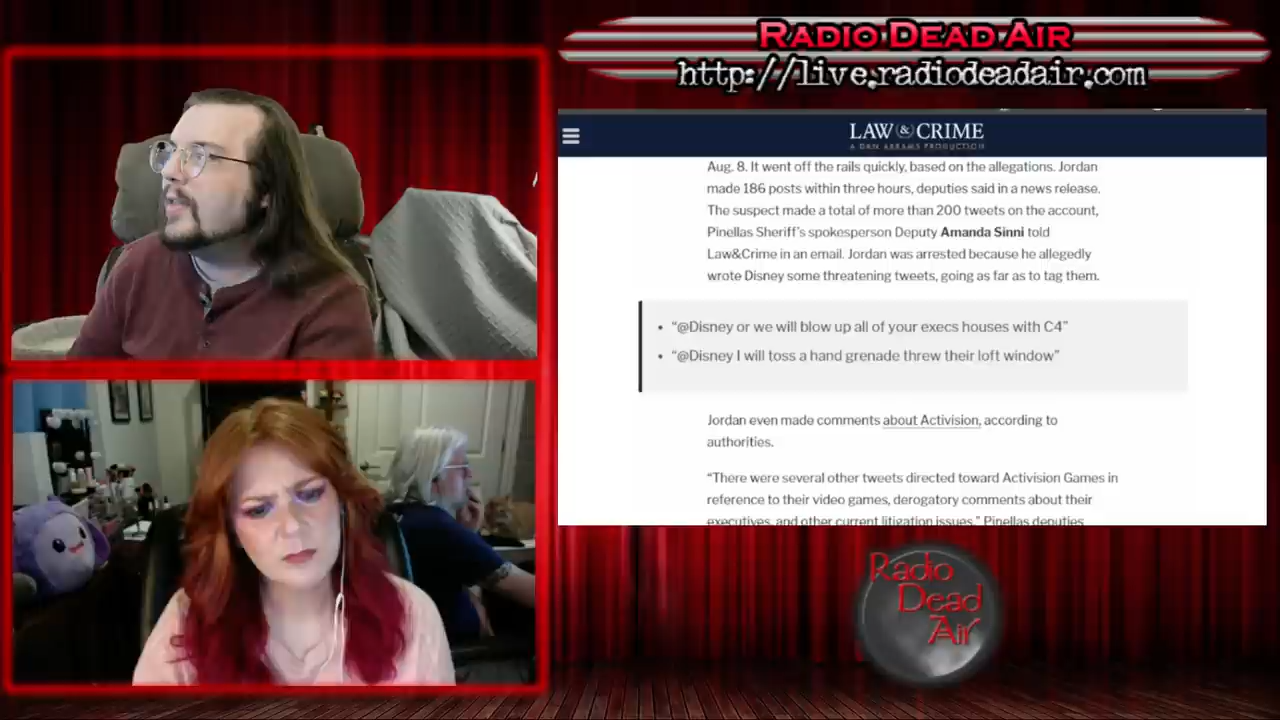 RADIO DEAD AIR
http://live.radiodeadair.com
LAW & CRIME
A DAN ABRAMS PRODUCTION
Aug. 8. It went off the rails quickly, based on the allegations. Jordan
made 186 posts within three hours, deputies said in a news release.
The suspect made a total of more than 200 tweets on the account,
Pinellas Sheriff's spokesperson Deputy Amanda Sinni told
Law&Crime in an email. Jordan was arrested because he allegedly
wrote Disney some threatening tweets, going as far as to tag them.
• “@Disney or we will blow up all of your execs houses with C4”
• “@Disney I will toss a hand grenade threw their loft window”
Jordan even made comments about Activision, according to
authorities.
“There were several other tweets directed toward Activision Games in
reference to their video games, derogatory comments about their
executives, and other current litigation issues,” Pinellas deputies
Radio
Dead
Air